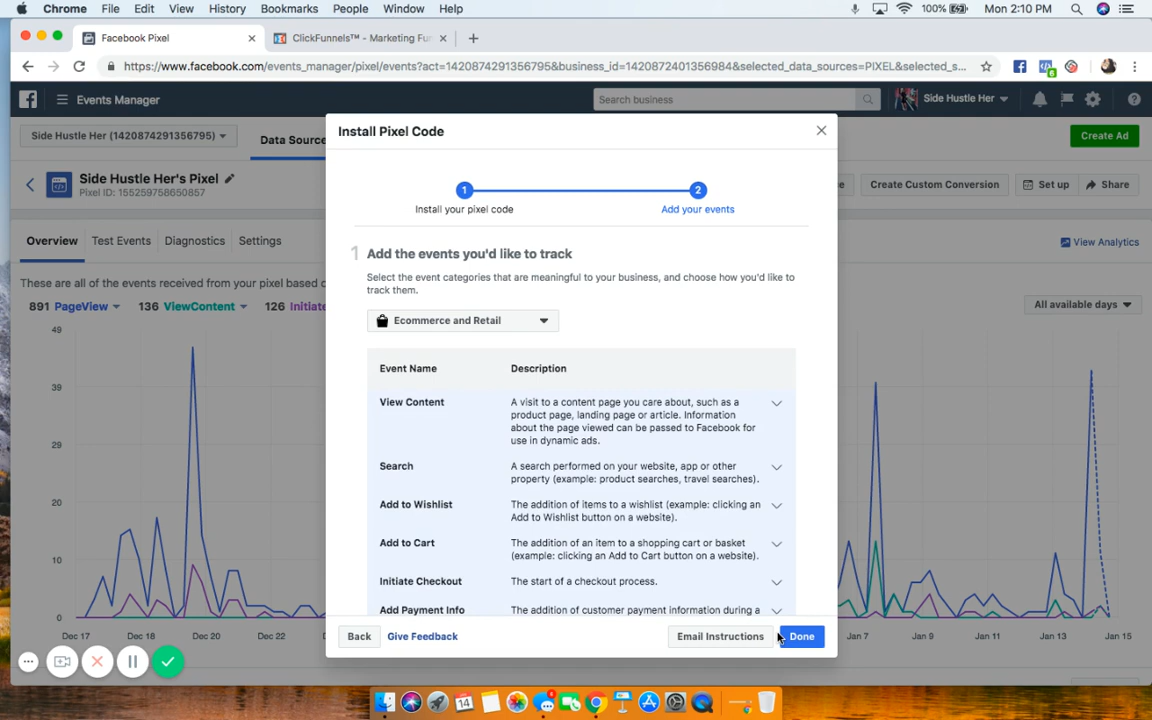 Chrome File Edit View History Bookmarks People Window Help 100% Mon 2:10 PM
Facebook Pixel
ClickFunnels™ - Marketing Fun
https://www.facebook.com/events_manager/pixel/events?act=1420874291356795&business_id=1420872401356984&selected_data_sources=PIXEL&selected_s...
6
Events Manager
Search business
Side Hustle Her
Side Hustle Her (1420874291356795)
Data Source
Create Ad
Side Hustle Her's Pixel
Pixel ID: 155259758650857
Create Custom Conversion
Set up
Share
Overview Test Events Diagnostics Settings
View Analytics
These are all of the events received from your pixel based o
891 PageView 136 ViewContent 126 Initiate
All available days
49
39
29
20
10
0
Dec 17 Dec 18 Dec 20 Dec 22 Jan 7 Jan 9 Jan 11 Jan 13 Jan 15
Install Pixel Code
1 2
Install your pixel code Add your events
1 Add the events you'd like to track
Select the event categories that are meaningful to your business, and choose how you'd like to
track them.
Ecommerce and Retail
Event Name Description
View Content A visit to a content page you care about, such as a
product page, landing page or article. Information
about the page viewed can be passed to Facebook for
use in dynamic ads.
Search A search performed on your website, app or other
property (example: product searches, travel searches).
Add to Wishlist The addition of items to a wishlist (example: clicking an
Add to Wishlist button on a website).
Add to Cart The addition of an item to a shopping cart or basket
(example: clicking an Add to Cart button on a website).
Initiate Checkout The start of a checkout process.
Add Payment Info The addition of customer payment information during a
Back Give Feedback Email Instructions Done
14